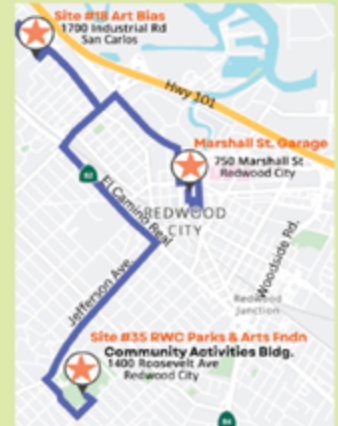 Site #18 Art Bias
1700 Industrial Rd
San Carlos
Hwy 101
Marshall St. Garage
750 Marshall St
Redwood City
82
El Camino Real
REDWOOD
CITY
Woodside Rd.
Jefferson Ave.
Redwood
Junction
Site #35 RWC Parks & Arts Fndn
Community Activities Bldg.
1400 Roosevelt Ave
Redwood City
84